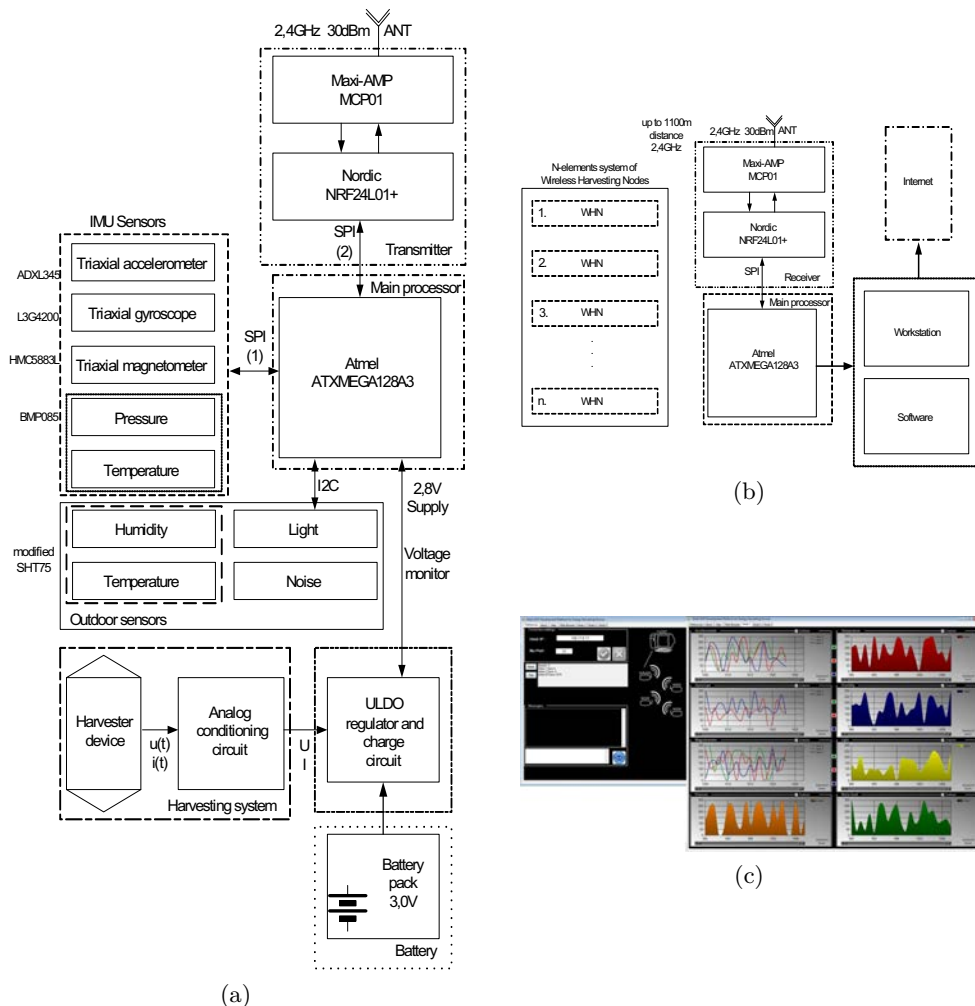 2,4GHz 30dBm ANT
Maxi-AMP
MCP01
Nordic
NRF24L01+
SPI
(2)
Transmitter
IMU Sensors
ADXL345
Triaxial accelerometer
L3G4200
Triaxial gyroscope
HMC5883L
Triaxial magnetometer
BMP085
Pressure
Temperature
SPI
(1)
Main processor
Atmel
ATXMEGA128A3
I2C
2,8V
Supply
Voltage
monitor
modified
SHT75
Humidity
Light
Temperature
Noise
Outdoor sensors
Harvester
device
u(t)
i(t)
Analog
conditioning
circuit
Harvesting system
U
I
ULDO
regulator and
charge
circuit
Battery
pack
3,0V
Battery
(a)
up to 1100m
distance
2,4GHz
2,4GHz 30dBm ANT
N-elements system of
Wireless Harvesting Nodes
1. WHN
2. WHN
3. WHN
.
.
.
.
n. WHN
Maxi-AMP
MCP01
Nordic
NRF24L01+
SPI
Receiver
Main processor
Atmel
ATXMEGA128A3
Internet
Workstation
Software
(b)
(c)